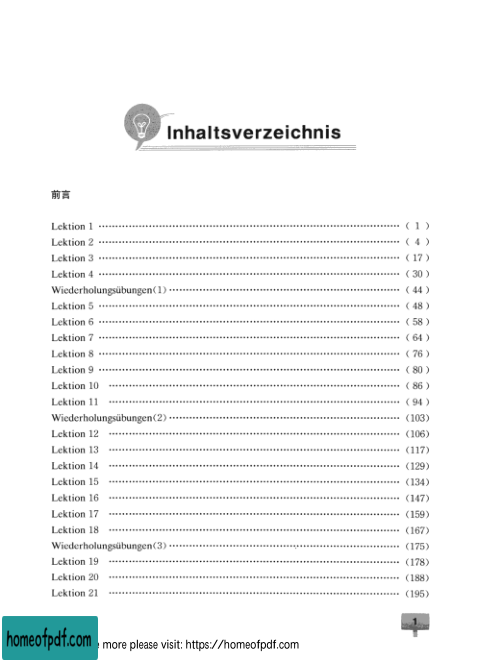 Inhaltsverzeichnis
前言
Lektion 1 ( 1 )
Lektion 2 ( 4 )
Lektion 3 ( 17 )
Lektion 4 ( 30 )
Wiederholungsübungen(1) ( 44 )
Lektion 5 ( 48 )
Lektion 6 ( 58 )
Lektion 7 ( 64 )
Lektion 8 ( 76 )
Lektion 9 ( 80 )
Lektion 10 ( 86 )
Lektion 11 ( 94 )
Wiederholungsübungen(2) (103)
Lektion 12 (106)
Lektion 13 (117)
Lektion 14 (129)
Lektion 15 (134)
Lektion 16 (147)
Lektion 17 (159)
Lektion 18 (167)
Wiederholungsübungen(3) (175)
Lektion 19 (178)
Lektion 20 (188)
Lektion 21 (195)
1
homeofpdf.com
more please visit: https://homeofpdf.com